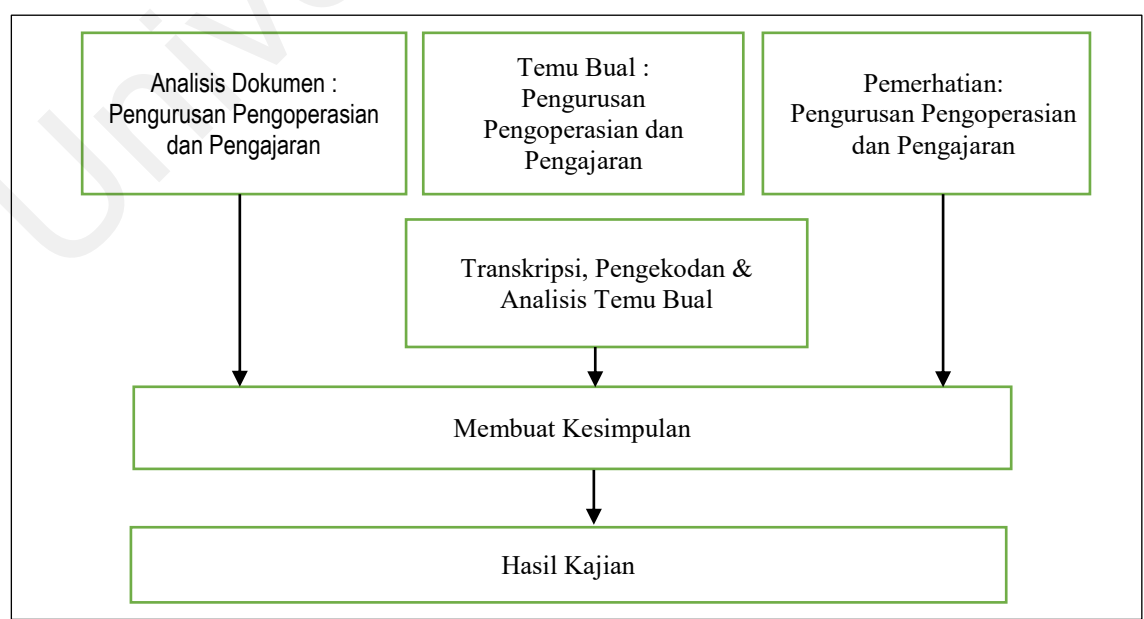 Analisis Dokumen :
Pengurusan Pengoperasian
dan Pengajaran
Temu Bual :
Pengurusan
Pengoperasian dan
Pengajaran
Pemerhatian:
Pengurusan Pengoperasian
dan Pengajaran
Transkripsi, Pengekodan &
Analisis Temu Bual
Membuat Kesimpulan
Hasil Kajian